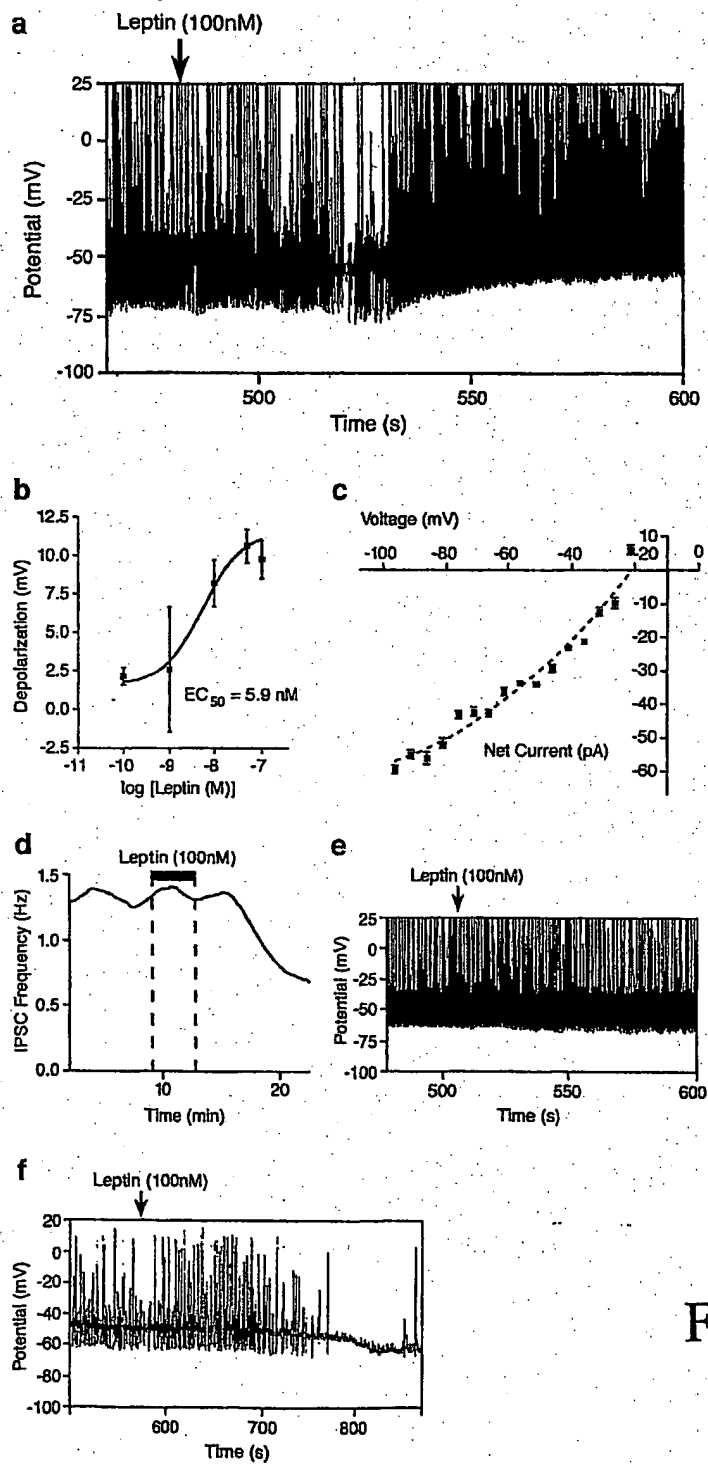 a
Leptin (100nM)
25
0
-25
-50
-75
-100
Potential (mV)
500 550 600
Time (s)
b
12.5
10.0
7.5
5.0
2.5
0.0
-2.5
Depolarization (mV)
EC50 = 5.9 nM
-11 -10 -9 -8 -7
log [Leptin (M)]
c
Voltage (mV)
-100 -80 -60 -40 -20 0
10
-10
-20
-30
-40
-50
-60
Net Current (pA)
d
Leptin (100nM)
1.5
1.0
0.5
0.0
IPSC Frequency (Hz)
10 20
Time (min)
e
Leptin (100nM)
25
0
-25
-50
-75
-100
Potential (mV)
500 550 600
Time (s)
f
Leptin (100nM)
20
0
-20
-40
-60
-80
-100
Potential (mV)
600 700 800
Time (s)
F